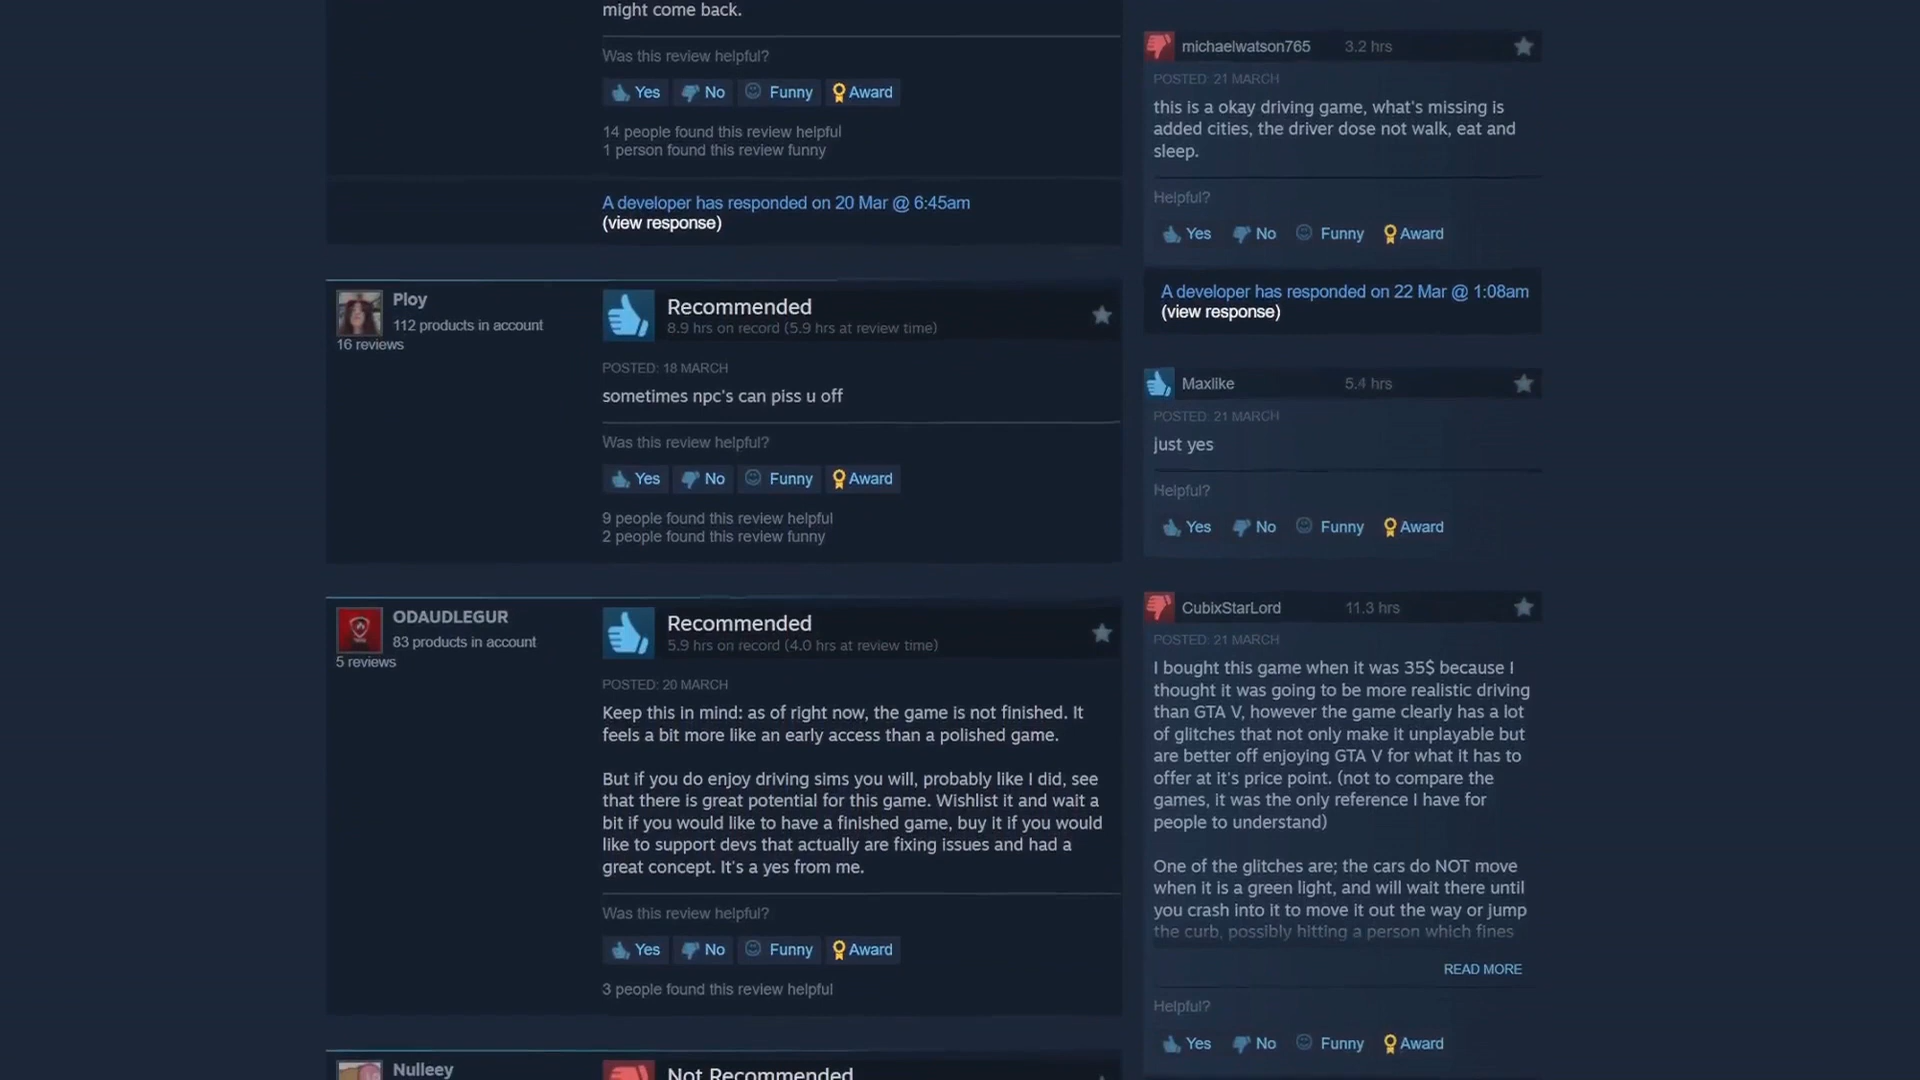 might come back.
Was this review helpful?
Yes No Funny Award
14 people found this review helpful
1 person found this review funny
A developer has responded on 20 Mar @ 6:45am
(view response)
Ploy
112 products in account
16 reviews
Recommended
8.9 hrs on record (5.9 hrs at review time)
POSTED: 18 MARCH
sometimes npc's can piss u off
Was this review helpful?
Yes No Funny Award
9 people found this review helpful
2 people found this review funny
ODAUDLEGUR
83 products in account
5 reviews
Recommended
5.9 hrs on record (4.0 hrs at review time)
POSTED: 20 MARCH
Keep this in mind: as of right now, the game is not finished. It
feels a bit more like an early access than a polished game.
But if you do enjoy driving sims you will, probably like I did, see
that there is great potential for this game. Wishlist it and wait a
bit if you would like to have a finished game, buy it if you would
like to support devs that actually are fixing issues and had a
great concept. It's a yes from me.
Was this review helpful?
Yes No Funny Award
3 people found this review helpful
Nulleey
Not Recommended
michaelwatson765 3.2 hrs
POSTED: 21 MARCH
this is a okay driving game, what's missing is
added cities, the driver dose not walk, eat and
sleep.
Helpful?
Yes No Funny Award
A developer has responded on 22 Mar @ 1:08am
(view response)
Maxlike 5.4 hrs
POSTED: 21 MARCH
just yes
Helpful?
Yes No Funny Award
CubixStarLord 11.3 hrs
POSTED: 21 MARCH
I bought this game when it was 35$ because I
thought it was going to be more realistic driving
than GTA V, however the game clearly has a lot
of glitches that not only make it unplayable but
are better off enjoying GTA V for what it has to
offer at it's price point. (not to compare the
games, it was the only reference I have for
people to understand)
One of the glitches are; the cars do NOT move
when it is a green light, and will wait there until
you crash into it to move it out the way or jump
the curb, possibly hitting a person which fines
READ MORE
Helpful?
Yes No Funny Award